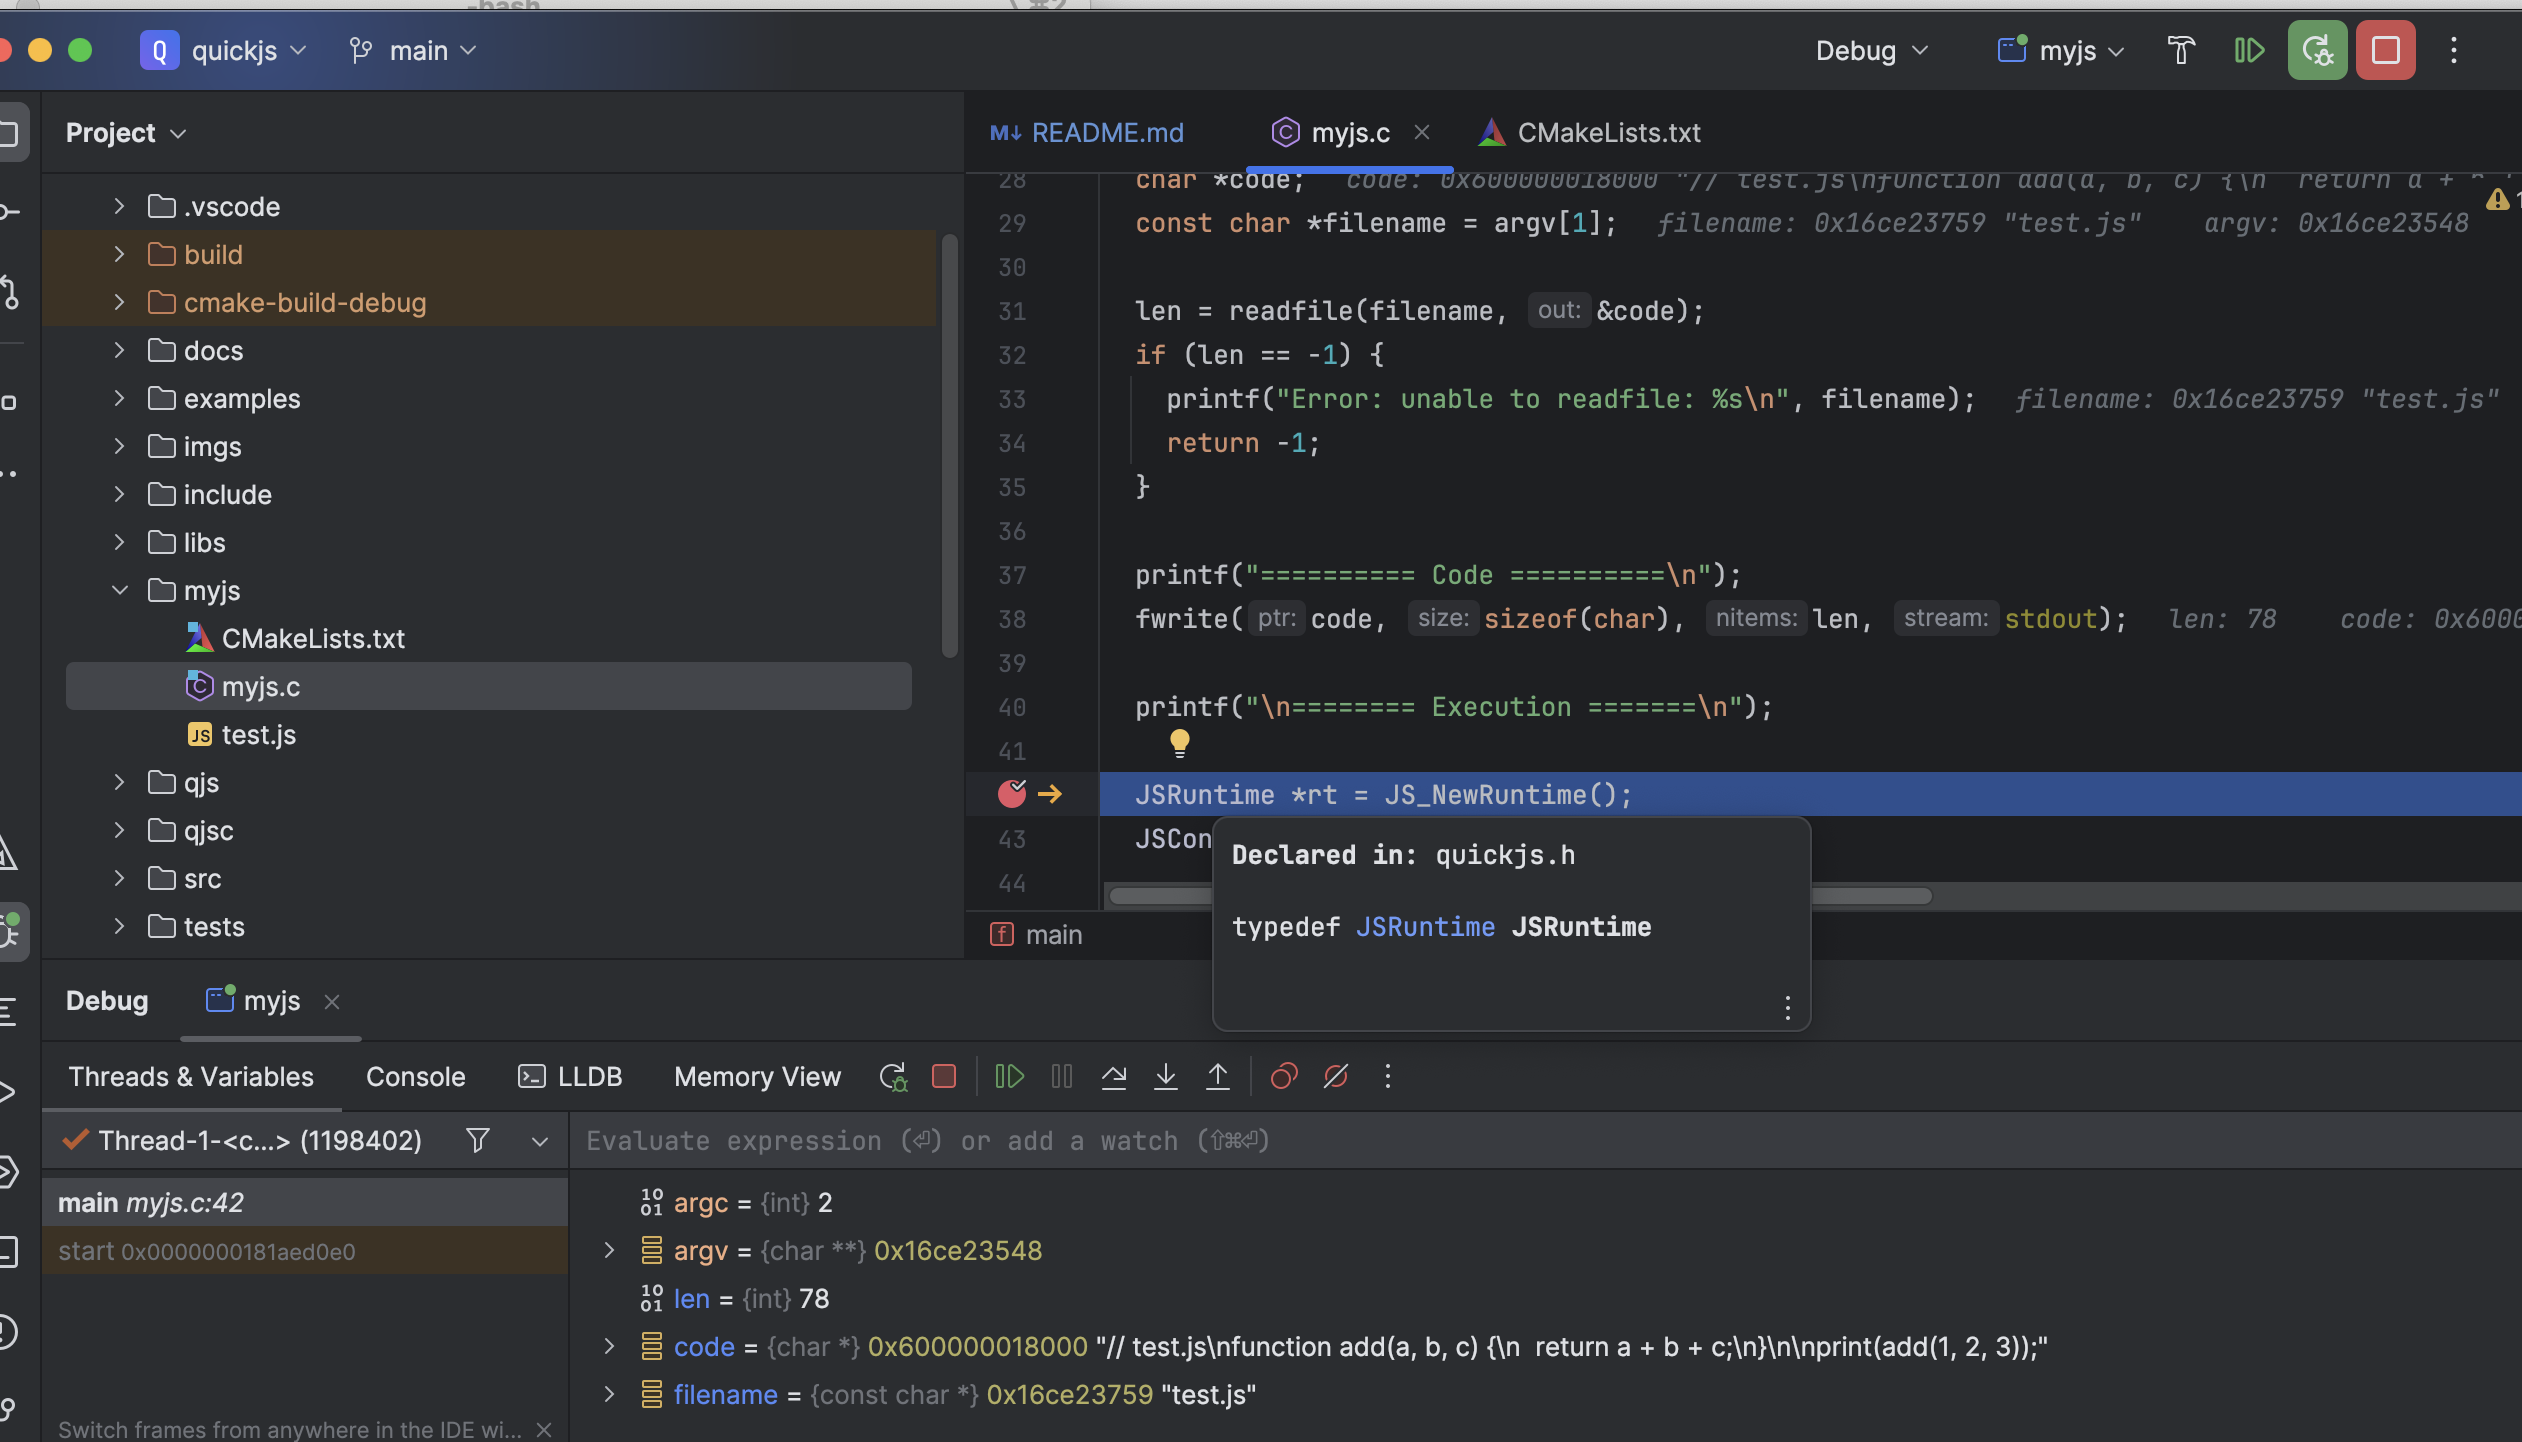 -bash
quickjs
main
Debug
myjs
Project
README.md
myjs.c
CMakeLists.txt
.vscode
build
cmake-build-debug
docs
examples
imgs
include
libs
myjs
CMakeLists.txt
myjs.c
test.js
qjs
qjsc
src
tests
28 char *code; code: 0x600000018000 "// test.js\nfunction add(a, b, c) {\n  return a +
29 const char *filename = argv[1]; filename: 0x16ce23759 "test.js" argv: 0x16ce23548
30
31 len = readfile(filename, out: &code);
32 if (len == -1) {
33 printf("Error: unable to readfile: %s\n", filename); filename: 0x16ce23759 "test.js"
34 return -1;
35 }
36
37 printf("========== Code ==========\n");
38 fwrite( ptr: code, size: sizeof(char), nitems: len, stream: stdout); len: 78 code: 0x6000
39
40 printf("\n======== Execution =======\n");
41
JSRuntime *rt = JS_NewRuntime();
43 JSCon
44
Declared in: quickjs.h
typedef JSRuntime JSRuntime
main
Debug
myjs
Threads & Variables Console LLDB Memory View
Thread-1-<c...> (1198402)
Evaluate expression (⏎) or add a watch (⇧⌘⏎)
main myjs.c:42
start 0x0000000181aed0e0
argc = {int} 2
argv = {char **} 0x16ce23548
len = {int} 78
code = {char *} 0x600000018000 "// test.js\nfunction add(a, b, c) {\n  return a + b + c;\n}\n\nprint(add(1, 2, 3));"
filename = {const char *} 0x16ce23759 "test.js"
Switch frames from anywhere in the IDE wi...